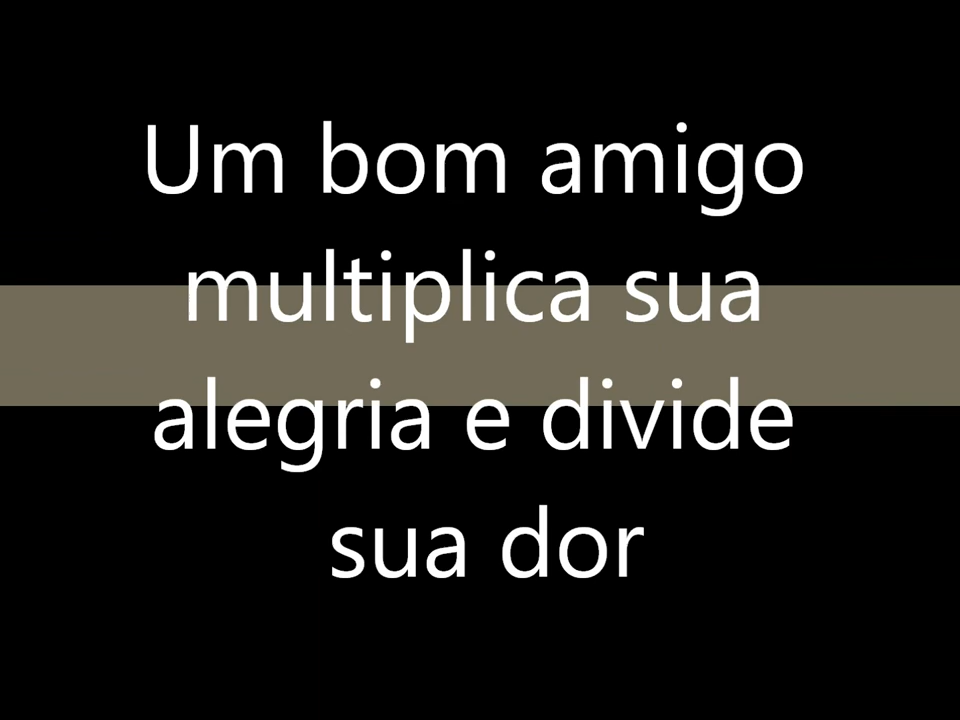 Um bom amigo
multiplica sua
alegria e divide
sua dor